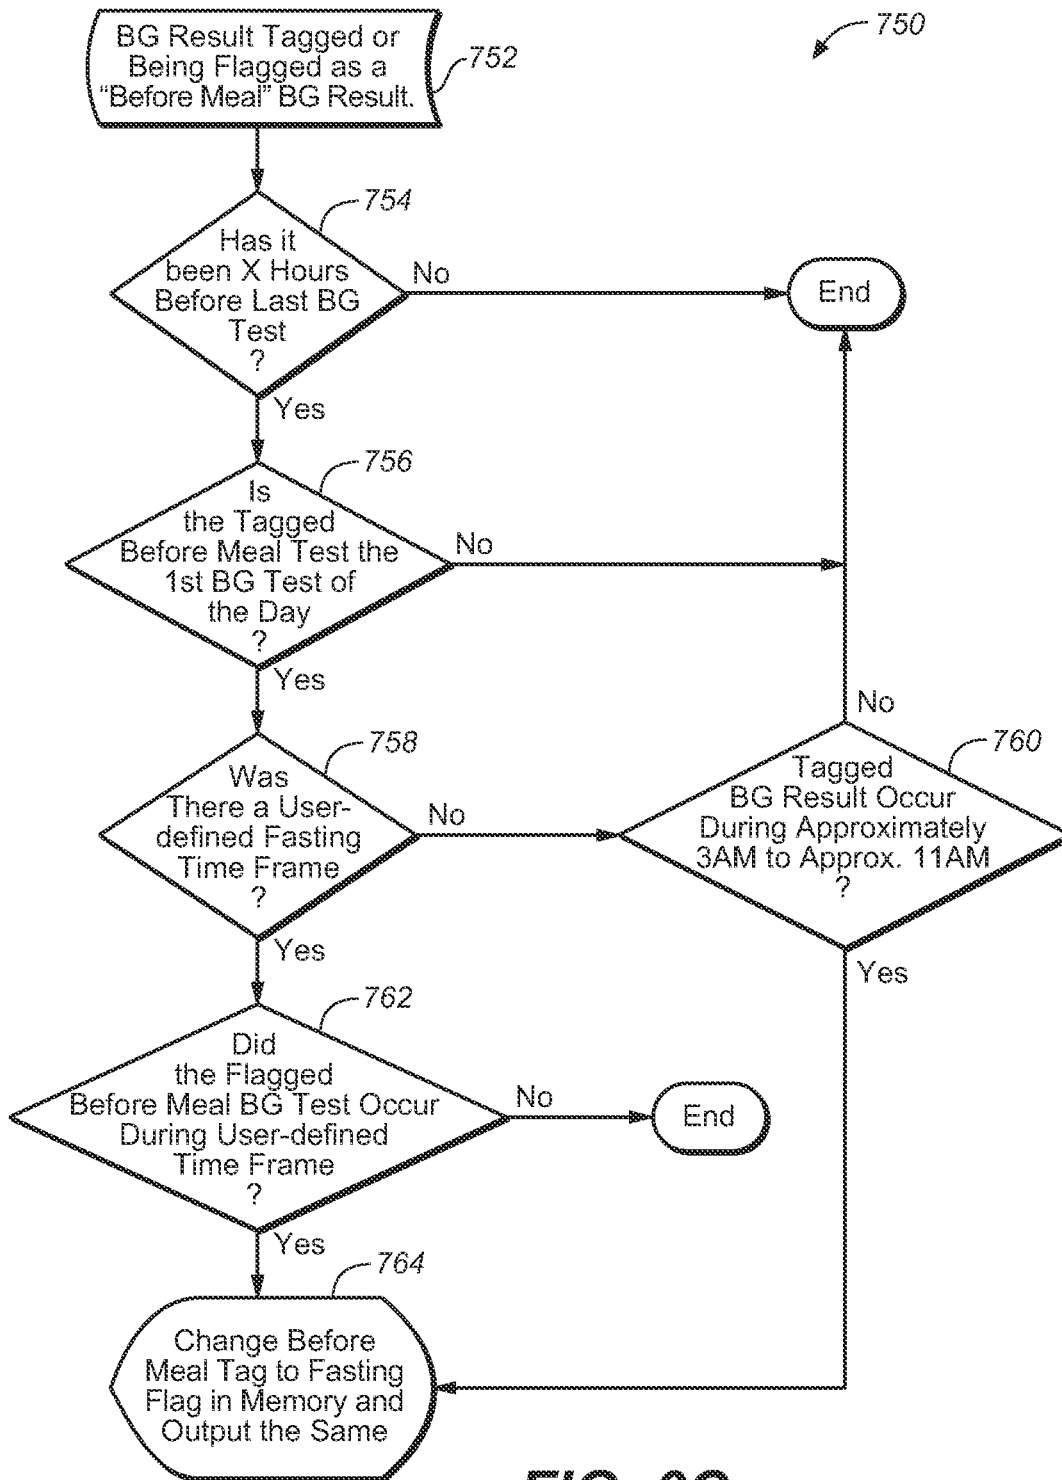 750
BG Result Tagged or
Being Flagged as a
“Before Meal” BG Result.
752
754
Has it
been X Hours
Before Last BG
Test
?
No
End
Yes
756
Is
the Tagged
Before Meal Test the
1st BG Test of
the Day
?
No
Yes
758
Was
There a User-
defined Fasting
Time Frame
?
No
Yes
No
760
Tagged
BG Result Occur
During Approximately
3AM to Approx. 11AM
?
Yes
762
Did
the Flagged
Before Meal BG Test Occur
During User-defined
Time Frame
?
No
End
Yes
764
Change Before
Meal Tag to Fasting
Flag in Memory and
Output the Same